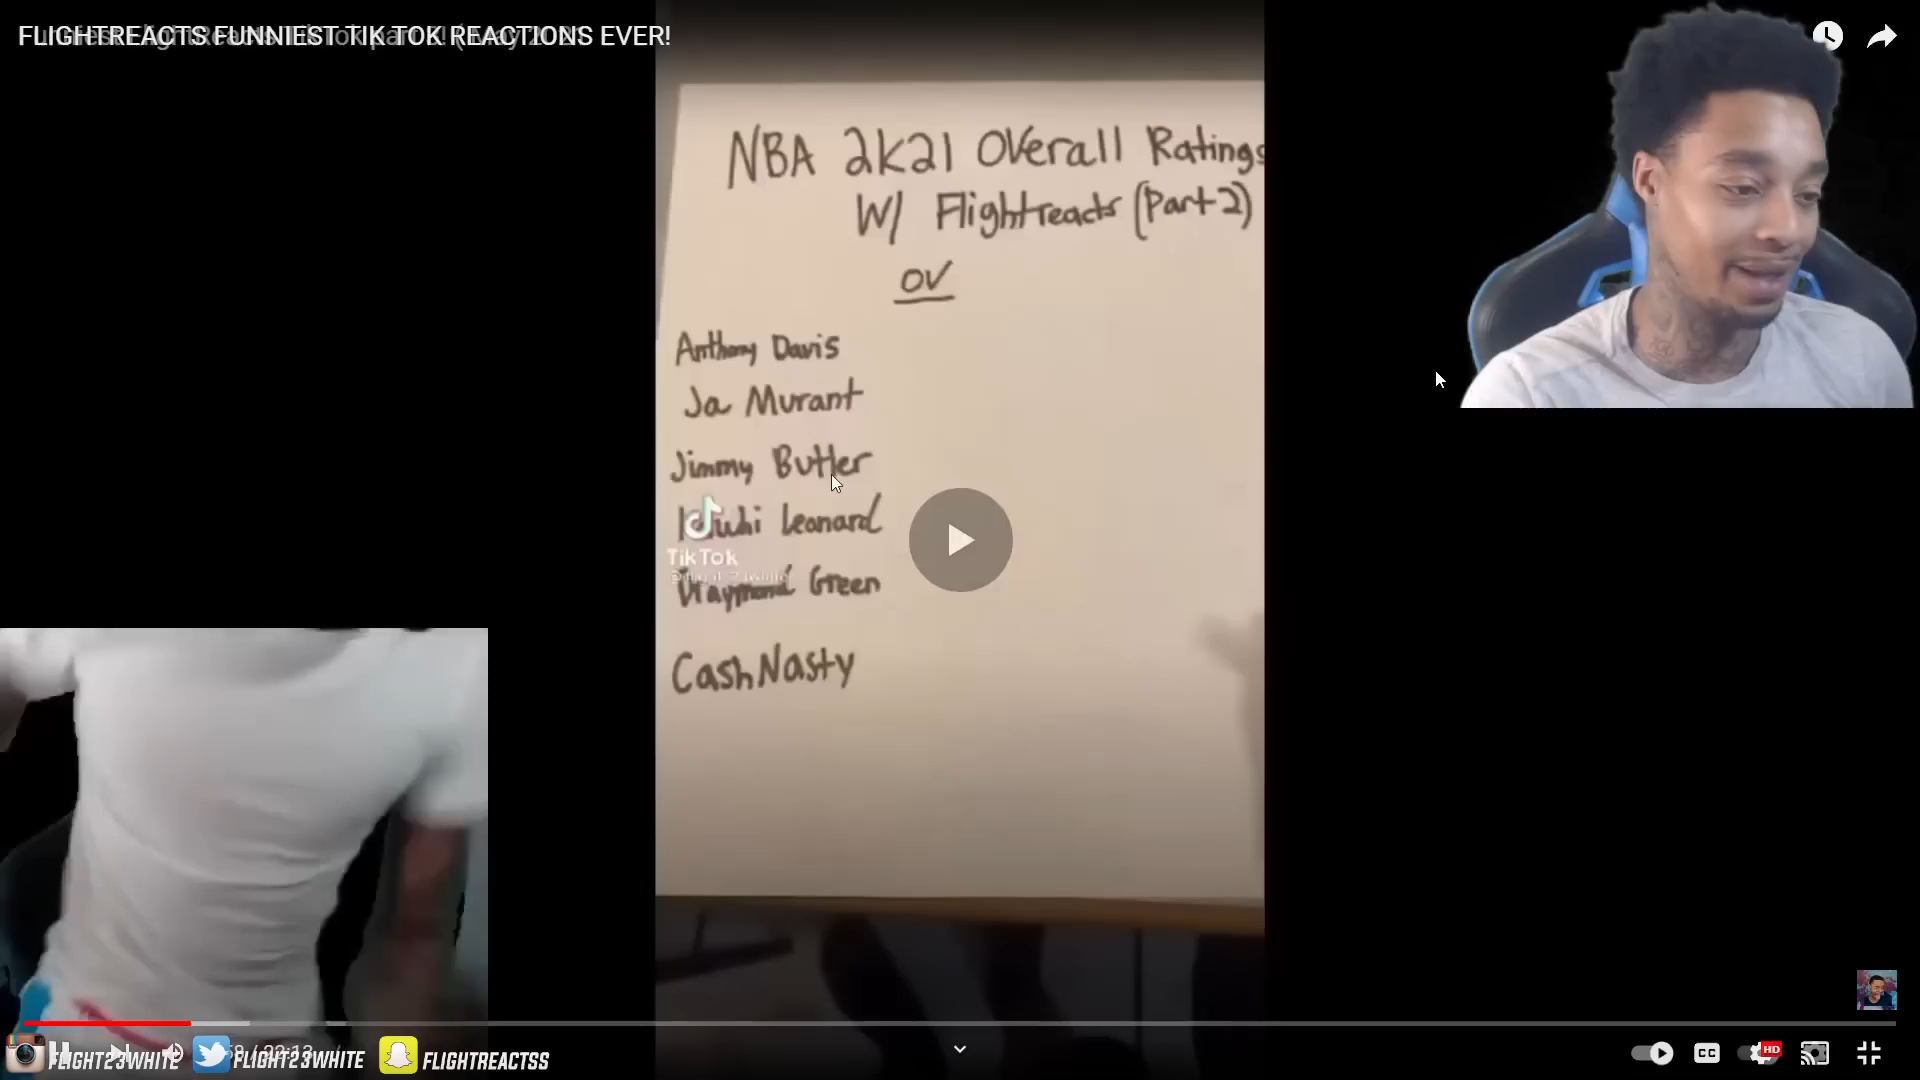 FLIGHTREACTS FUNNIEST TIK TOK REACTIONS EVER!
NBA 2K21 Overall Ratings
W/ Flightreacts (Part 2)
OV
Anthony Davis
Ja Murant
Jimmy Butler
Leonard
TikTok
Draymond Green
CashNasty
FLIGHT23WHITE
FLIGHT23WHITE
FLIGHTREACTSS
CC
HD